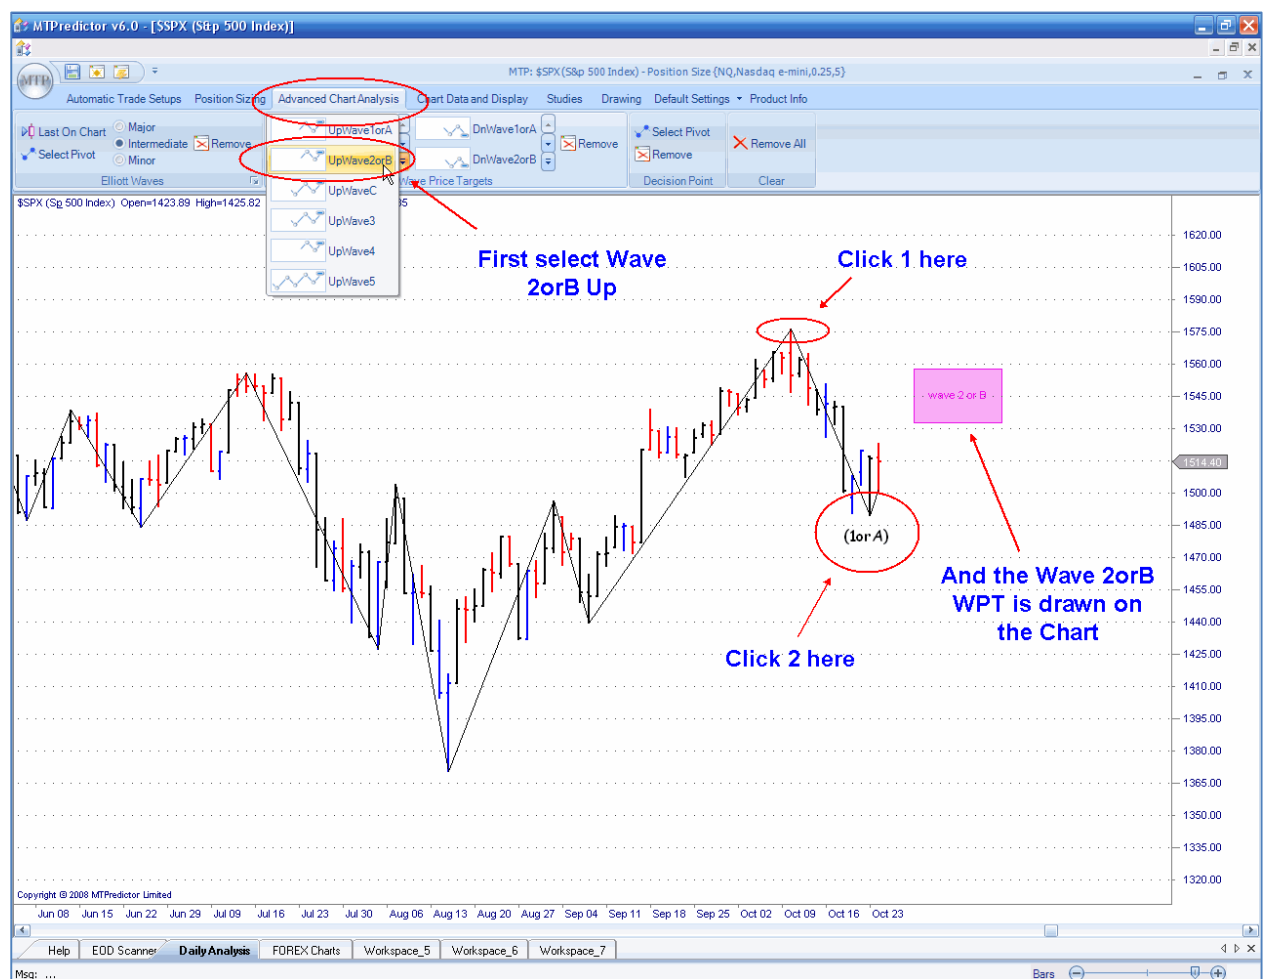 MTPredictor v6.0 - [$SPX (S&p 500 Index)]
MTP
MTP: $SPX(S&p 500 Index) - Position Size {NQ,Nasdaq e-mini,0.25,5}
Automatic Trade Setups Position Sizing Advanced Chart Analysis Chart Data and Display Studies Drawing Default Settings Product Info
Last On Chart
Select Pivot
Major
Intermediate
Minor
Remove
Elliott Waves
UpWave1orA
UpWave2orB
UpWaveC
UpWave3
UpWave4
UpWave5
DnWave1orA
DnWave2orB
Remove
Wave Price Targets
Select Pivot
Remove
Decision Point
Remove All
Clear
$SPX (Sp 500 Index) Open=1423.89 High=1425.82
First select Wave
2orB Up
Click 1 here
- wave 2 or B -
(1or A)
Click 2 here
And the Wave 2orB
WPT is drawn on
the Chart
1620.00
1605.00
1590.00
1575.00
1560.00
1545.00
1530.00
1514.40
1500.00
1485.00
1470.00
1455.00
1440.00
1425.00
1410.00
1395.00
1380.00
1365.00
1350.00
1335.00
1320.00
Copyright © 2008 MTPredictor Limited
Jun 08 Jun 15 Jun 22 Jun 29 Jul 09 Jul 16 Jul 23 Jul 30 Aug 06 Aug 13 Aug 20 Aug 27 Sep 04 Sep 11 Sep 18 Sep 25 Oct 02 Oct 09 Oct 16 Oct 23
Help EOD Scanner Daily Analysis FOREX Charts Workspace_5 Workspace_6 Workspace_7
Msg: ...
Bars